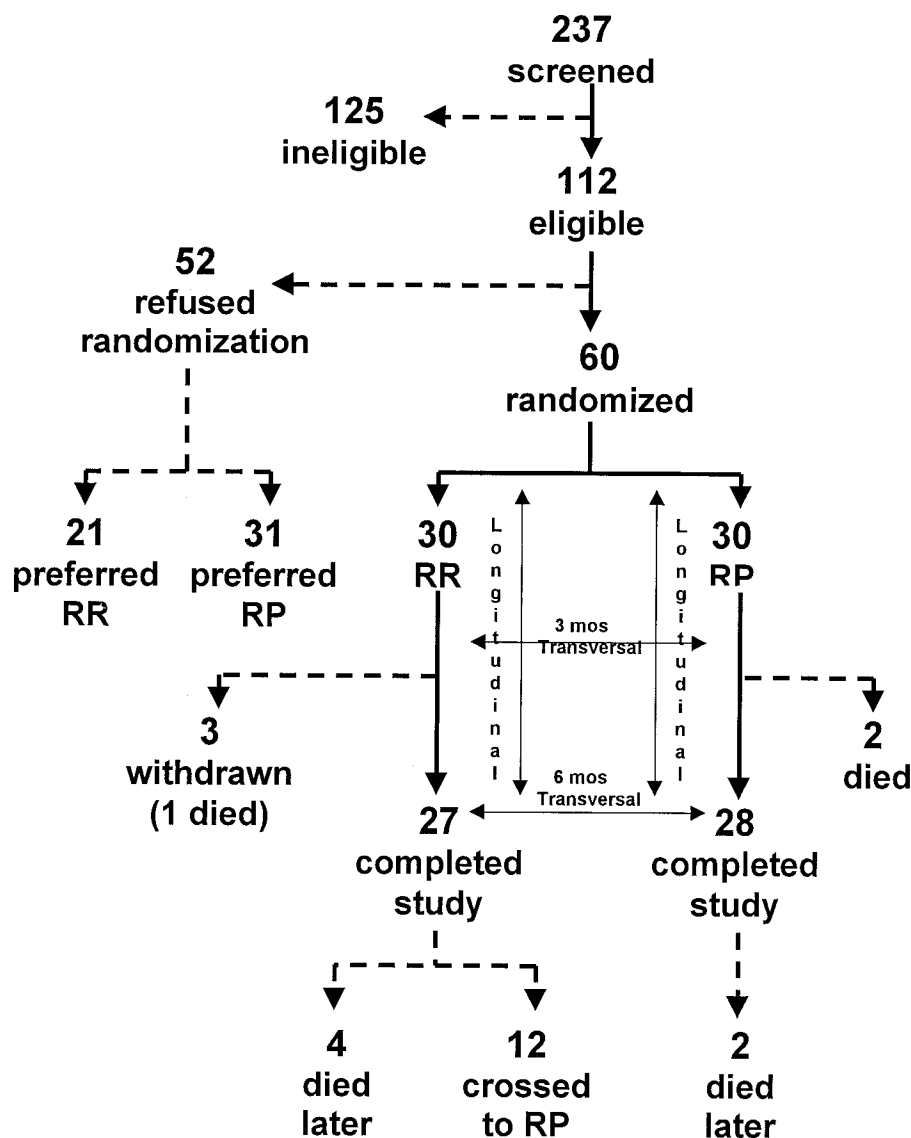 237
screened
125
ineligible
112
eligible
52
refused
randomization
60
randomized
21
preferred
RR
31
preferred
RP
30
RR
Longitudinal
Longitudinal
30
RP
3 mos
Transversal
3
withdrawn
(1 died)
2
died
6 mos
Transversal
27
completed
study
28
completed
study
4
died
later
12
crossed
to RP
2
died
later